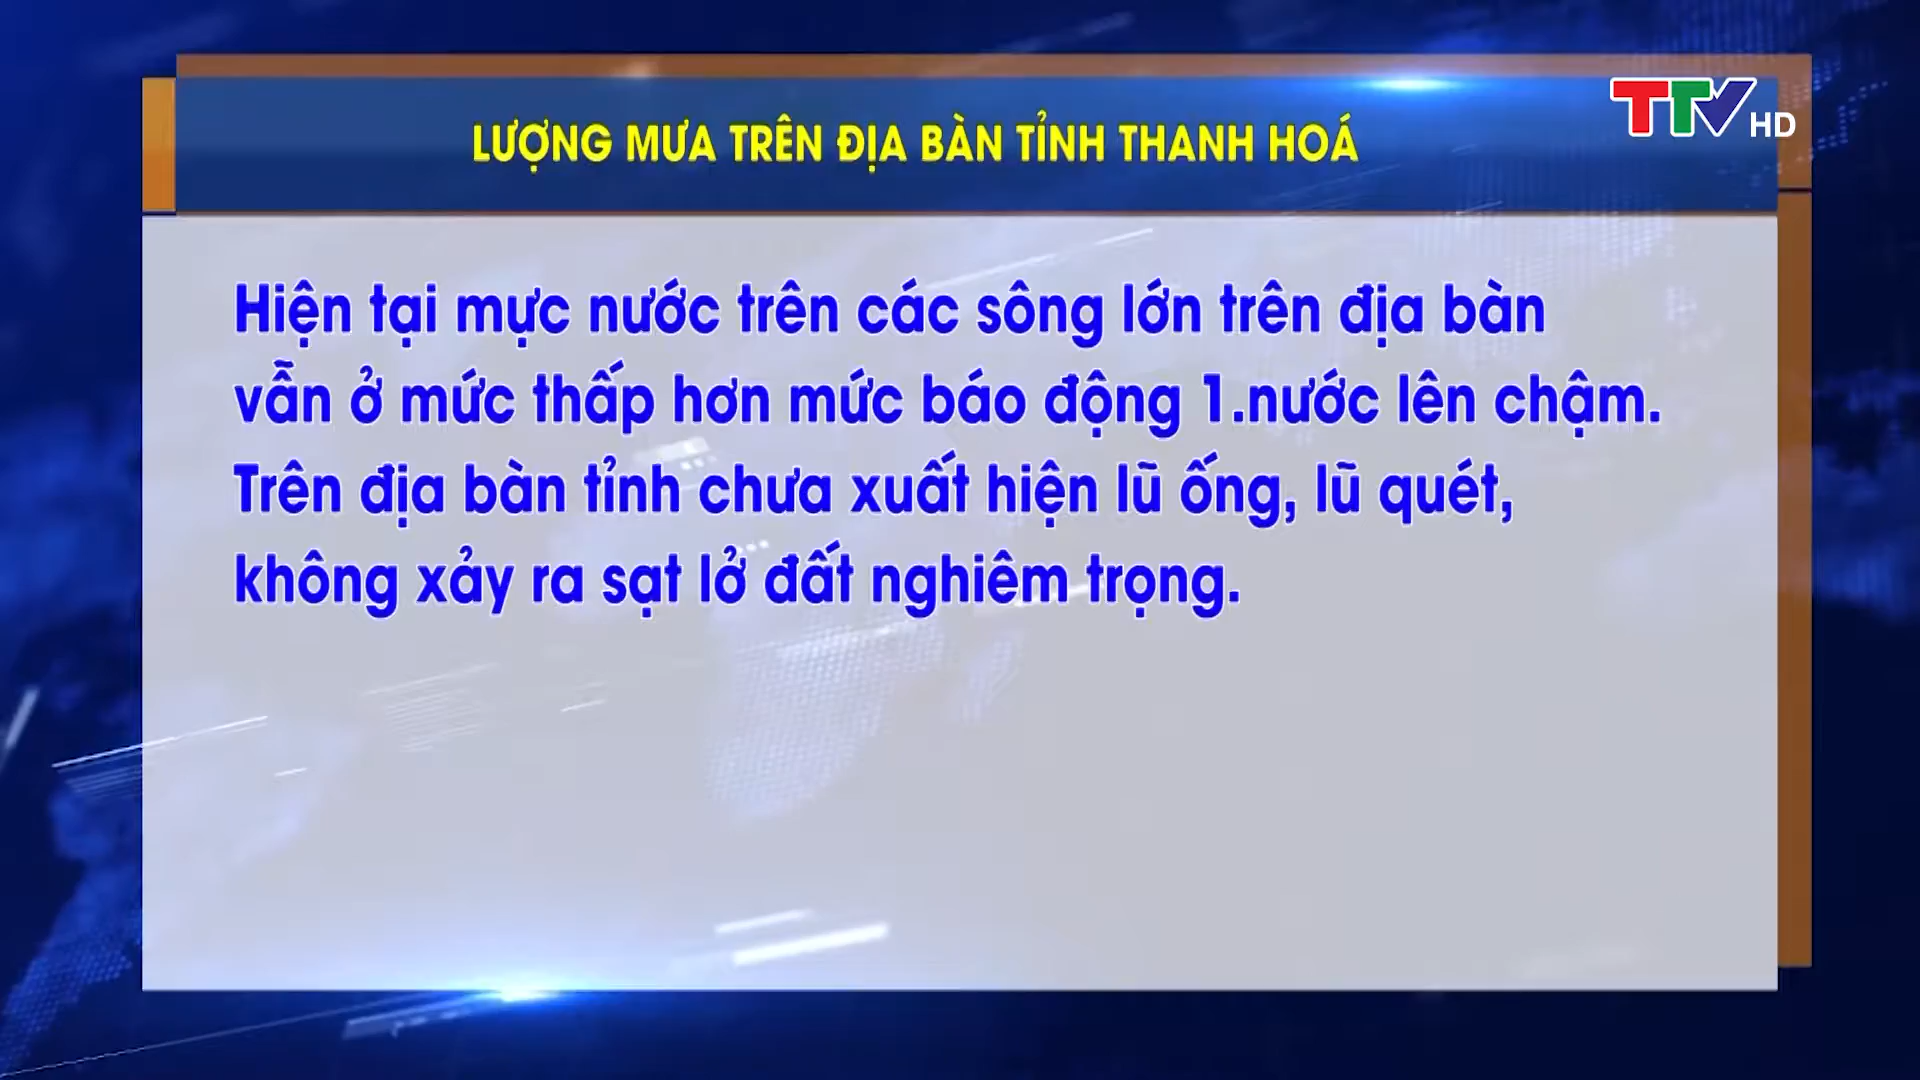 TTV HD
LƯỢNG MƯA TRÊN ĐỊA BÀN TỈNH THANH HOÁ
Hiện tại mực nước trên các sông lớn trên địa bàn
vẫn ở mức thấp hơn mức báo động 1.nước lên chậm.
Trên địa bàn tỉnh chưa xuất hiện lũ ống, lũ quét,
không xảy ra sạt lở đất nghiêm trọng.